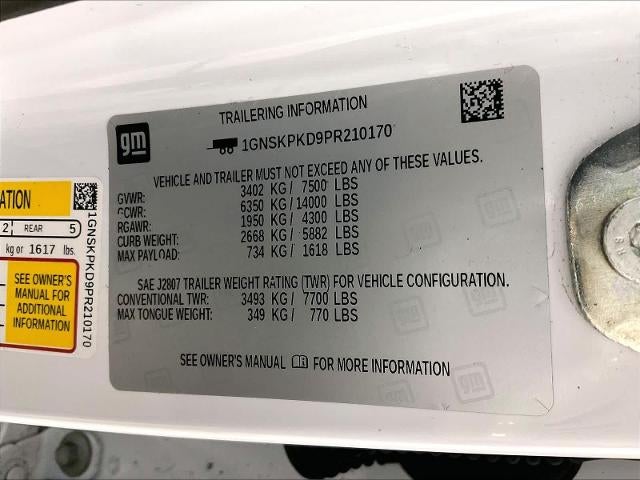 gm
TRAILERING INFORMATION
1GNSKPKD9PR210170
VEHICLE AND TRAILER MUST NOT EXCEED ANY OF THESE VALUES.
GVWR: 3402 KG / 7500 LBS
GCWR: 6350 KG / 14000 LBS
RGAWR: 1950 KG / 4300 LBS
CURB WEIGHT: 2668 KG / 5882 LBS
MAX PAYLOAD: 734 KG / 1618 LBS
SAE J2807 TRAILER WEIGHT RATING (TWR) FOR VEHICLE CONFIGURATION.
CONVENTIONAL TWR: 3493 KG / 7700 LBS
MAX TONGUE WEIGHT: 349 KG / 770 LBS
SEE OWNER'S MANUAL FOR MORE INFORMATION
ATION
2 REAR 5
kg or 1617 lbs.
SEE OWNER'S
MANUAL FOR
ADDITIONAL
INFORMATION
1GNSKPKD9PR210170